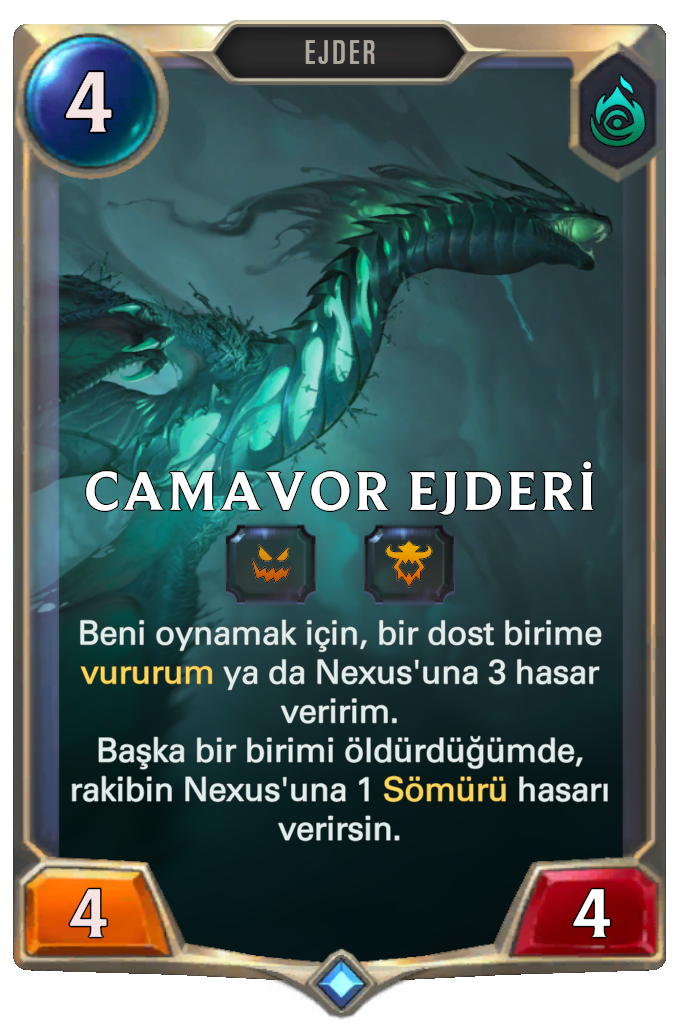 EJDER
4
CAMAVOR EJDERİ
Beni oynamak için, bir dost birime
vururum ya da Nexus'una 3 hasar
veririm.
Başka bir birimi öldürdüğümde,
rakibin Nexus'una 1 Sömürü hasarı
verirsin.
4
4